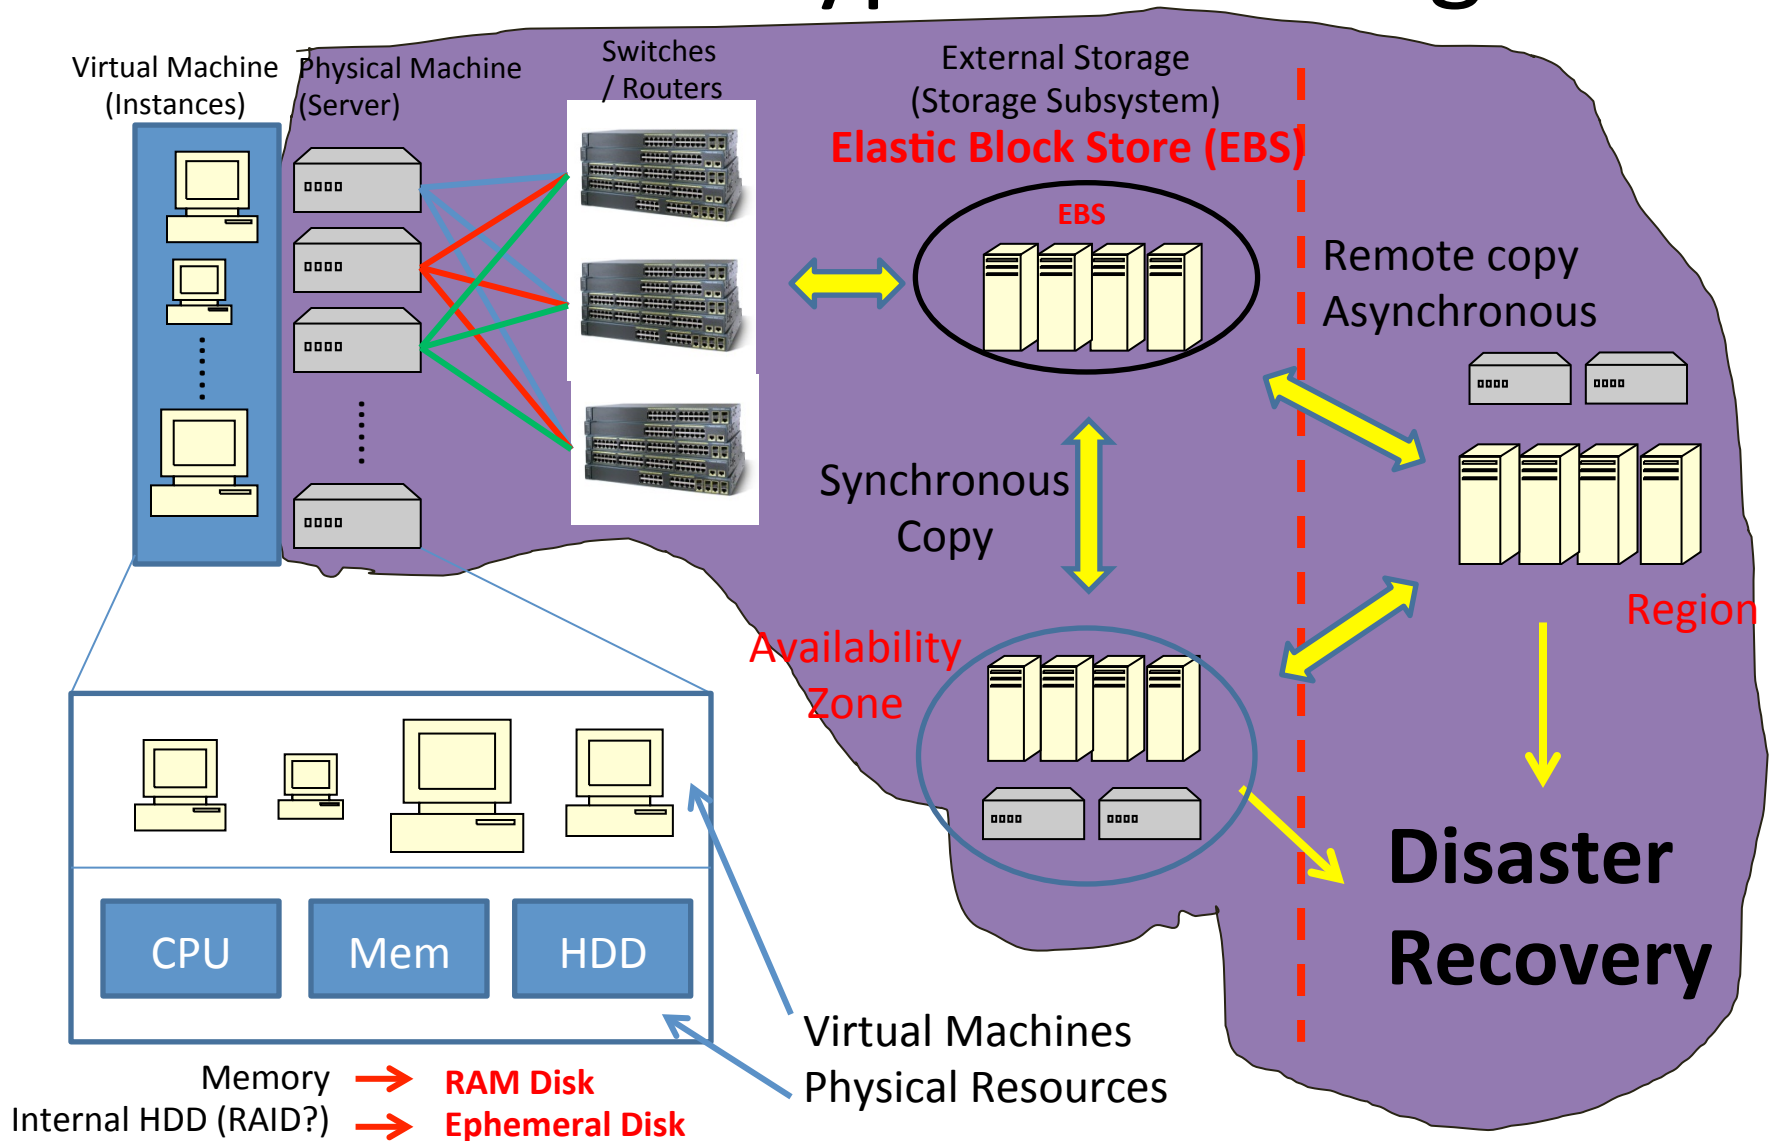 Virtual Machine
(Instances)
Physical Machine
(Server)
Switches
/ Routers
External Storage
(Storage Subsystem)
Elastic Block Store (EBS)
EBS
Remote copy
Asynchronous
Synchronous
Copy
Availability
Zone
Region
Disaster
Recovery
CPU
Mem
HDD
Virtual Machines
Physical Resources
Memory
RAM Disk
Internal HDD (RAID?)
Ephemeral Disk